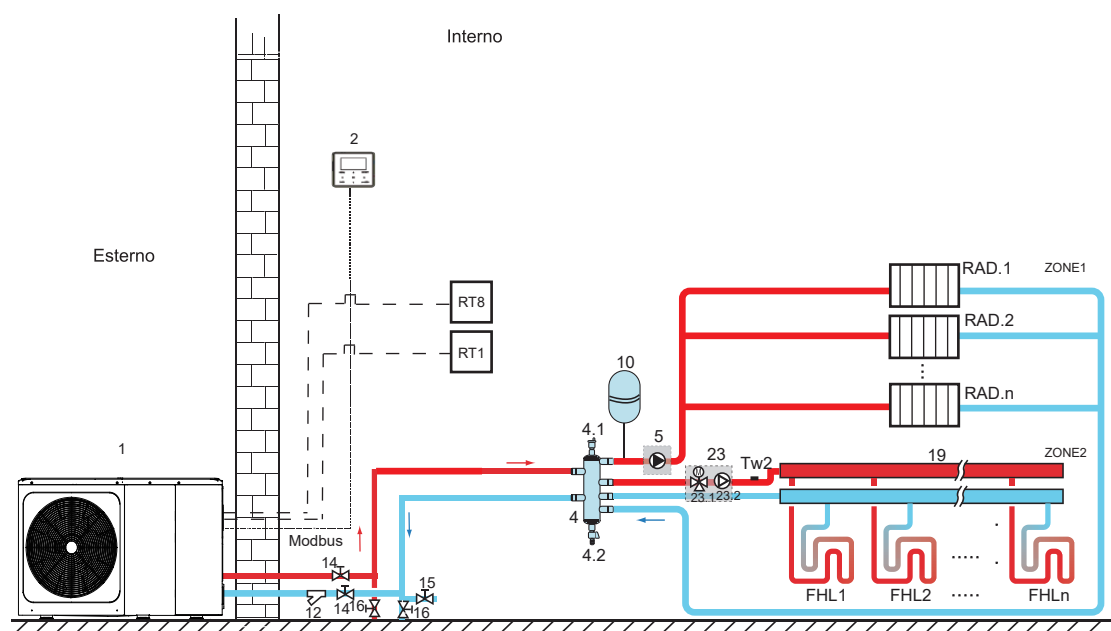 Interno
2
Esterno
RAD.1
ZONE1
RT8
RAD.2
RT1
10
RAD.n
4.1
5
1
23
19
ZONE2
Tw2
23.1
23.2
4
Modbus
4.2
14
15
12
14
16
16
FHL1
FHL2
.....
FHLn